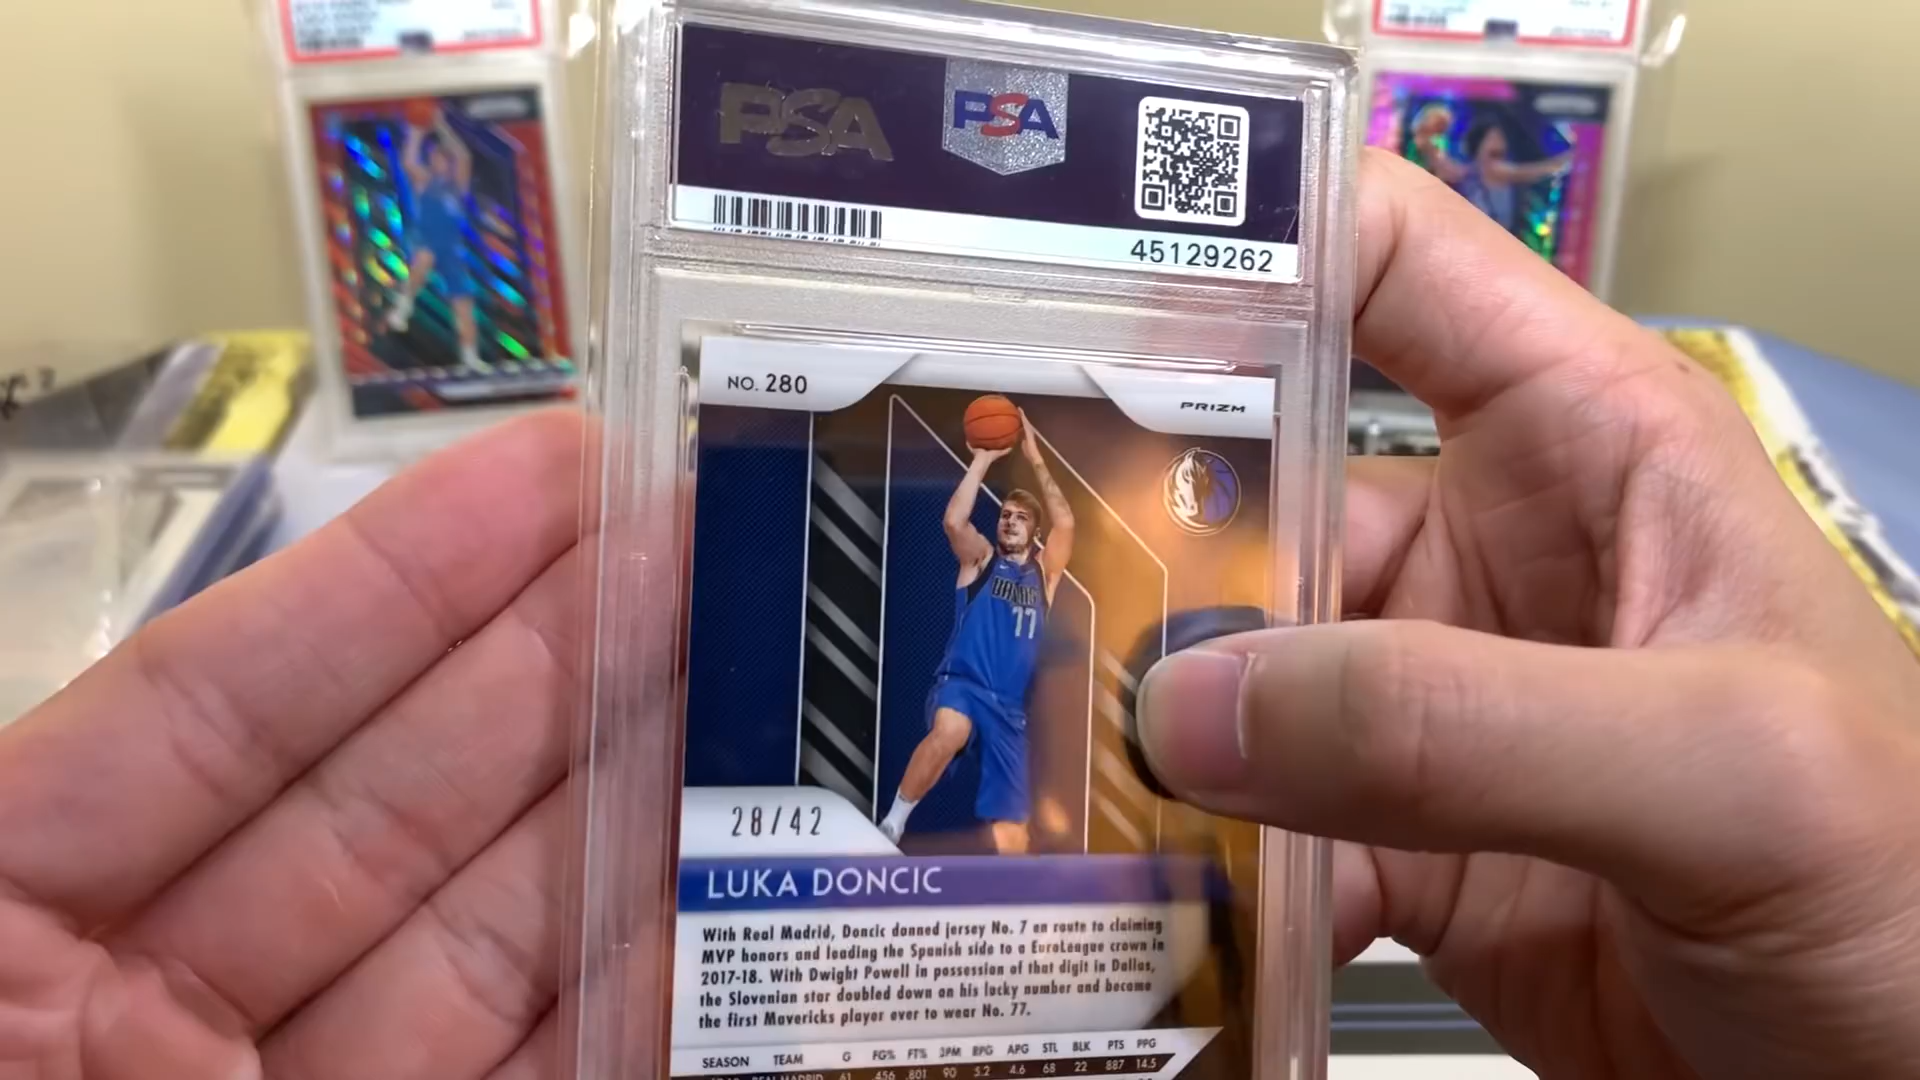 PSA
PSA
45129262
NO. 280
PRIZM
DALLAS
77
28/42
LUKA DONCIC
With Real Madrid, Doncic donned jersey No. 7 en route to claiming
MVP honors and leading the Spanish side to a EuroLeague crown in
2017-18. With Dwight Powell in possession of that digit in Dallas,
the Slovenian star doubled down on his lucky number and became
the first Mavericks player ever to wear No. 77.
SEASON TEAM G FG% FT% 3PM RPG APG STL BLK PTS PPG
REAL MADRID 61 .456 .801 90 5.2 4.6 68 22 887 14.5